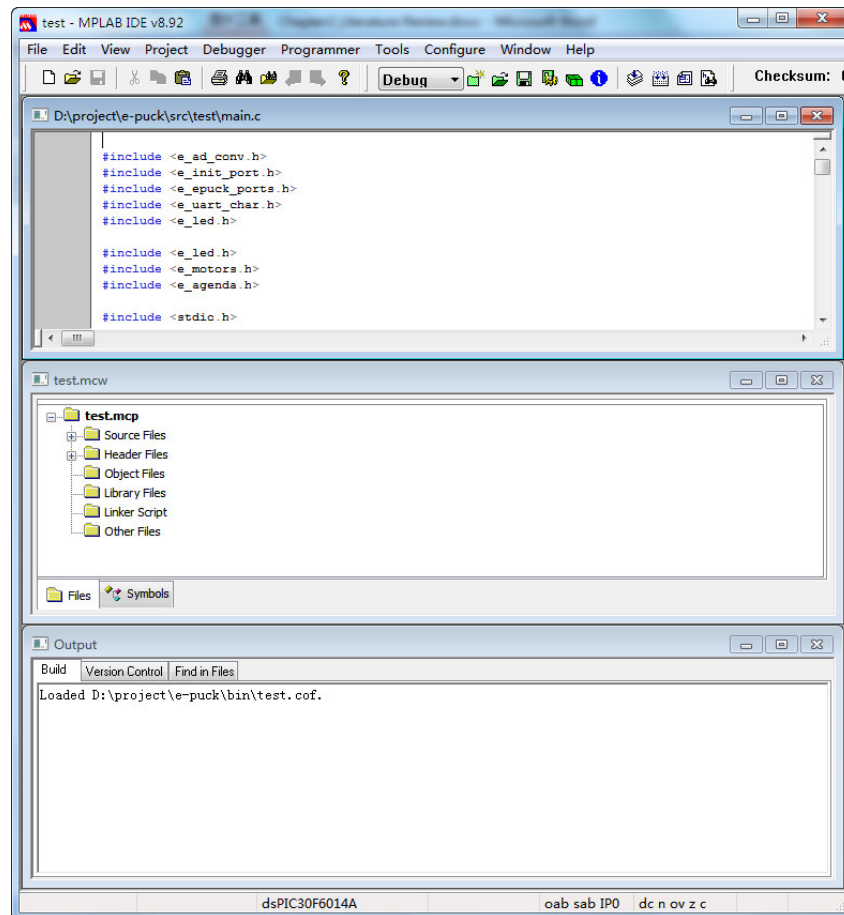 test - MPLAB IDE v8.92
File Edit View Project Debugger Programmer Tools Configure Window Help
Debug Checksum:
D:\project\e-puck\src\test\main.c
#include <e_ad_conv.h>
#include <e_init_port.h>
#include <e_epuck_ports.h>
#include <e_uart_char.h>
#include <e_led.h>
#include <e_led.h>
#include <e_motors.h>
#include <e_agenda.h>
#include <stdio.h>
test.mcw
test.mcp
Source Files
Header Files
Object Files
Library Files
Linker Script
Other Files
Files Symbols
Output
Build Version Control Find in Files
Loaded D:\project\e-puck\bin\test.cof.
dsPIC30F6014A oab sab IP0 dc n ov z c